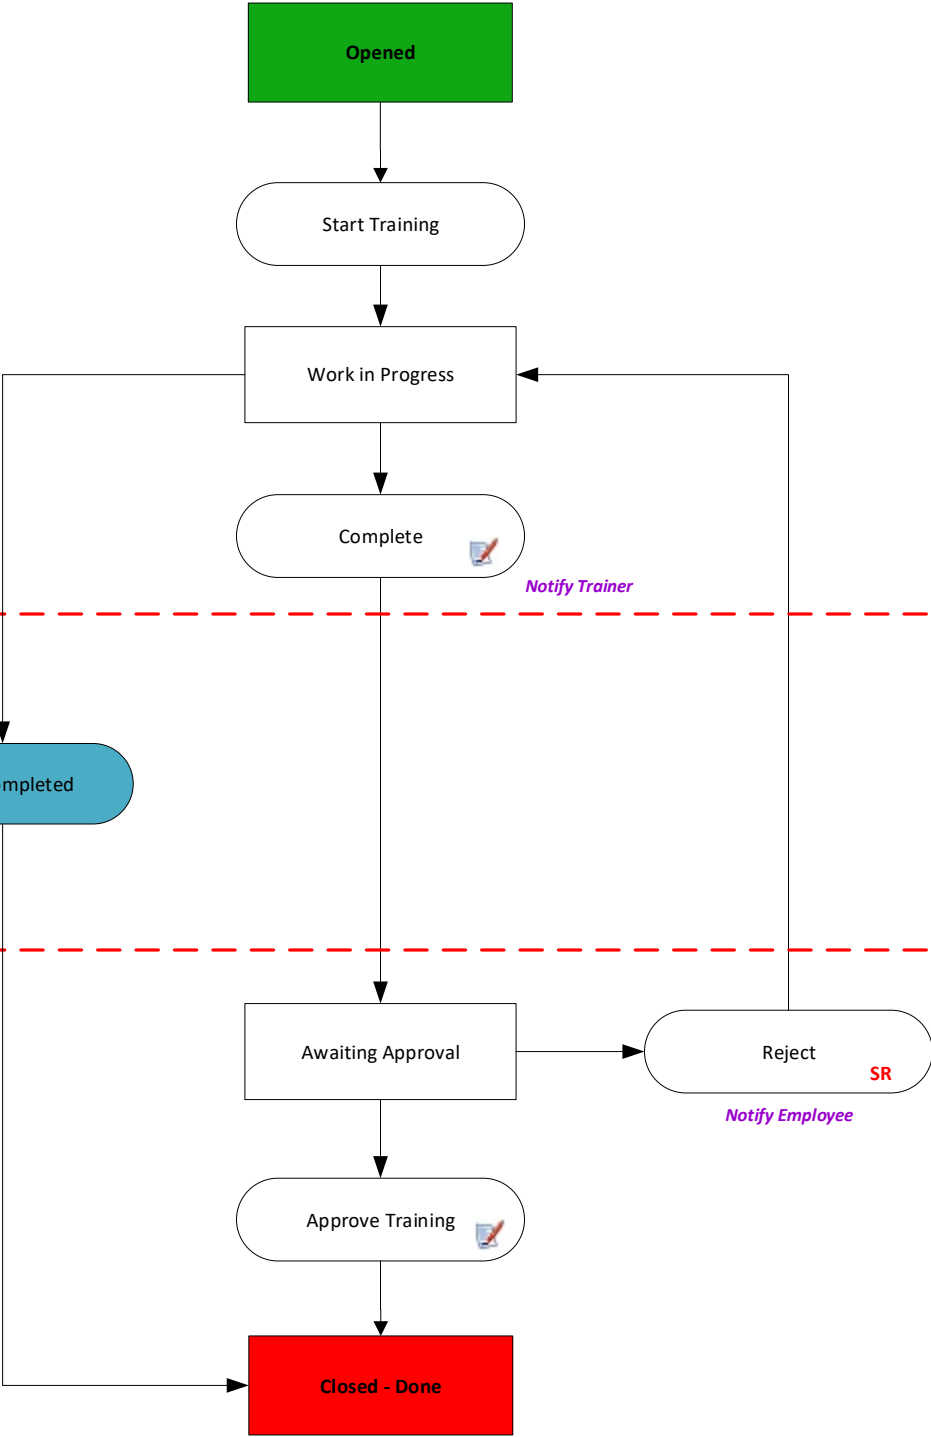 Opened
Start Training
Work in Progress
Complete
Notify Trainer
mpleted
Awaiting Approval
Reject
SR
Notify Employee
Approve Training
Closed - Done